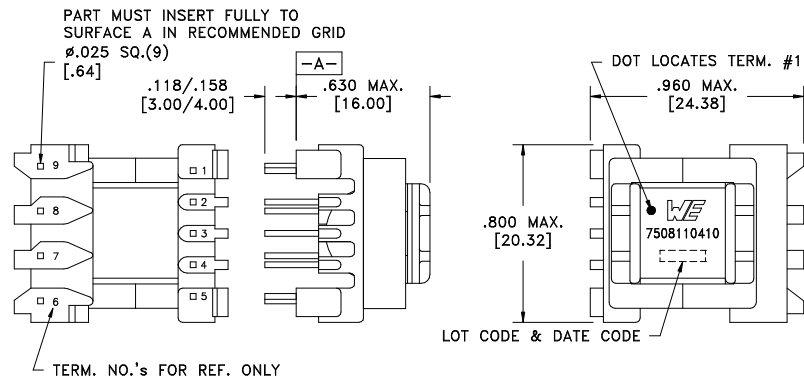 PART MUST INSERT FULLY TO
SURFACE A IN RECOMMENDED GRID
ø.025 SQ.(9)
[.64]
.118/.158
[3.00/4.00]
-A-
.630 MAX.
[16.00]
DOT LOCATES TERM. #1
.960 MAX.
[24.38]
9
8
7
6
1
2
3
4
5
.800 MAX.
[20.32]
WE
7508110410
LOT CODE & DATE CODE
TERM. NO.'s FOR REF. ONLY